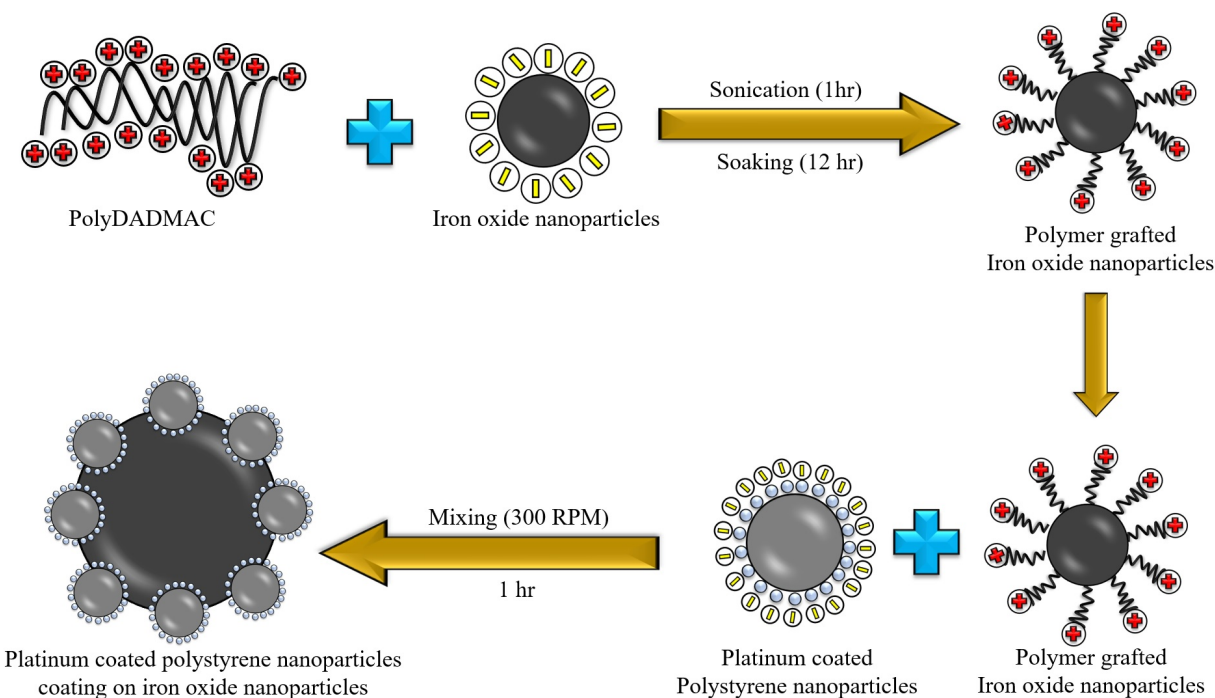 Sonication (1hr)
Soaking (12 hr)
PolyDADMAC
Iron oxide nanoparticles
Polymer grafted
Iron oxide nanoparticles
Mixing (300 RPM)
1 hr
Platinum coated polystyrene nanoparticles
coating on iron oxide nanoparticles
Platinum coated
Polystyrene nanoparticles
Polymer grafted
Iron oxide nanoparticles